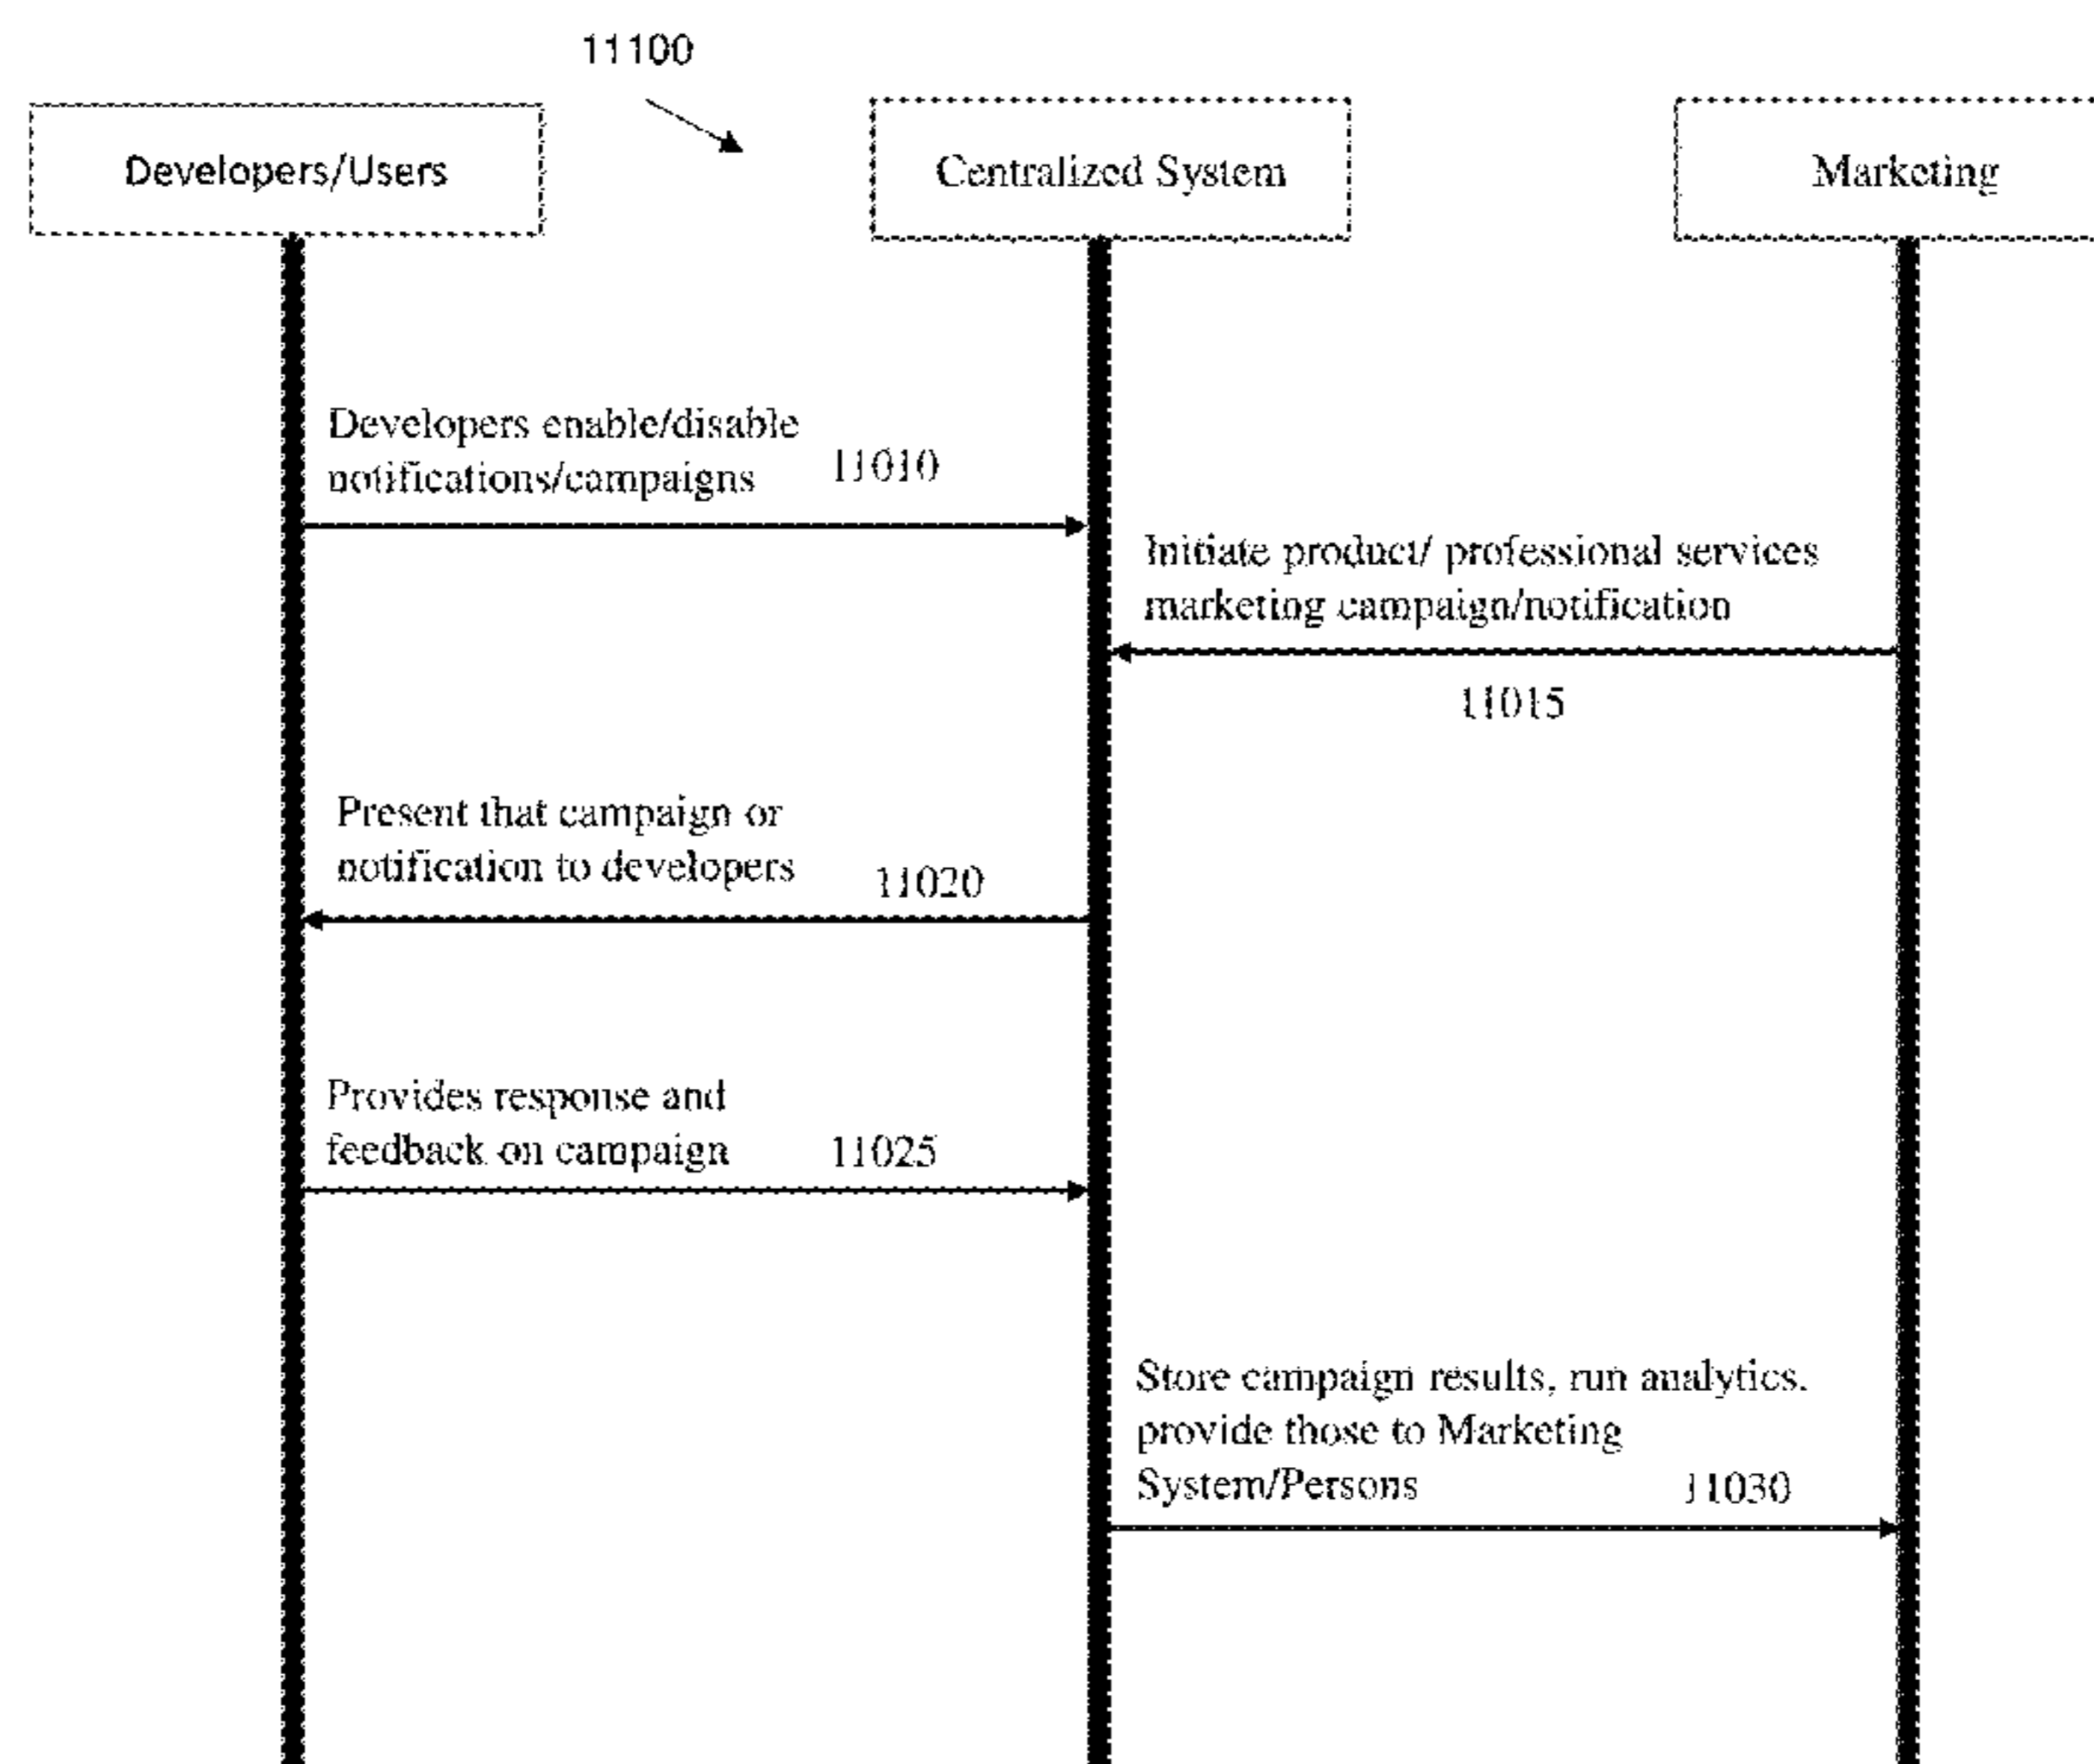 11100
Developers/Users
Centralized System
Marketing
Developers enable/disable
notifications/campaigns
11010
Initiate product/ professional services
marketing campaign/notification
11015
Present that campaign or
notification to developers
11020
Provides response and
feedback on campaign
11025
Store campaign results, run analytics,
provide those to Marketing
System/Persons
11030